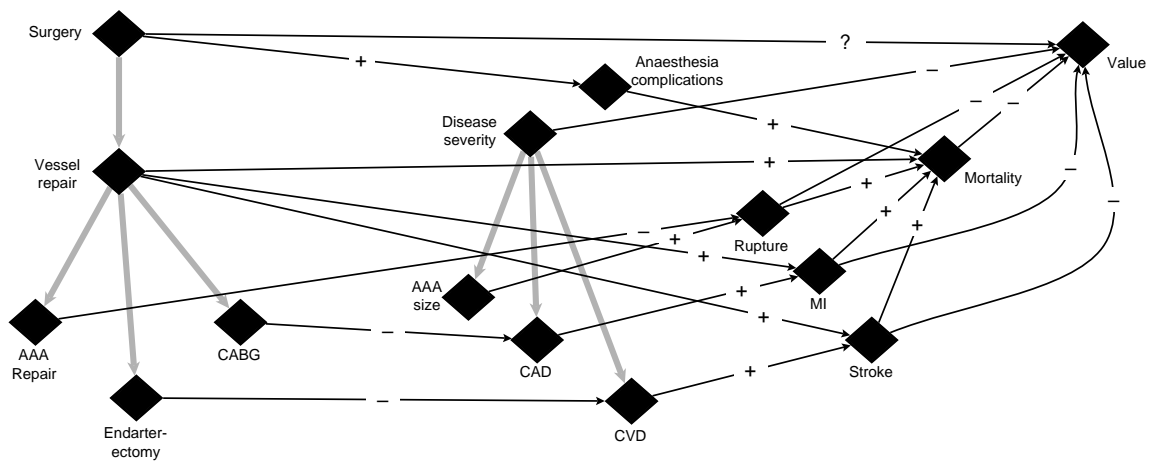 Surgery
?
Value
+
Anaesthesia
complications
–
–
–
Disease
severity
+
Vessel
repair
+
Mortality
+
–
+
–
–
+
+
Rupture
+
AAA
size
+
MI
+
AAA
Repair
CABG
–
CAD
Stroke
+
Endarter-
ectomy
–
CVD